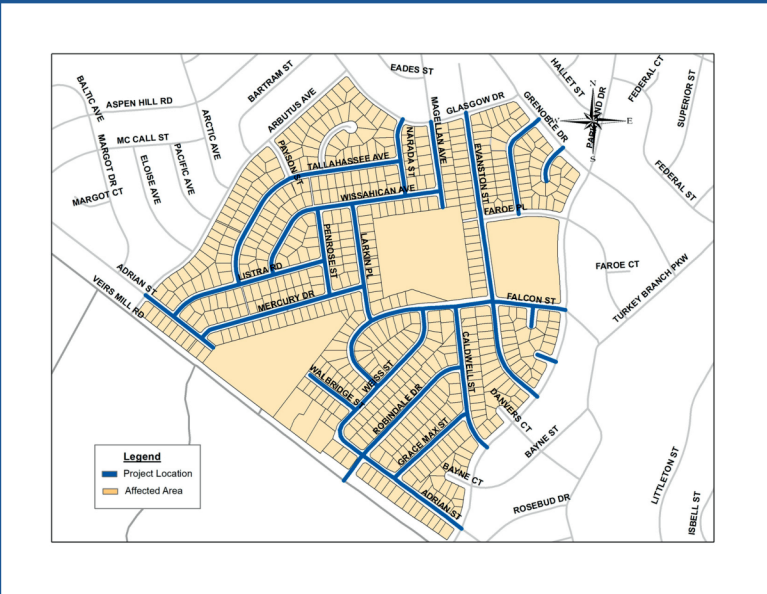 EADES ST
HALLET ST
FEDERAL CT
SUPERIOR ST
BALTIC AVE
ASPEN HILL RD
BARTRAM ST
ARBUTUS AVE
ARCTIC AVE
MAGELLAN AVE
GLASGOW DR
GRENOBLE DR
PARKLAND DR
N
E
S
MC CALL ST
MARGOT DR
ELOISE AVE
PACIFIC AVE
MARGOT CT
PAYSON ST
TALLAHASSEE AVE
NARADA ST
EVANSTON ST
FEDERAL ST
WISSAHICAN AVE
FAROE PL
PENROSE ST
LARKIN PL
FAROE CT
TURKEY BRANCH PKW
ADRIAN ST
VEIRS MILL RD
LISTRA RD
MERCURY DR
FALCON ST
CALDWELL ST
WEISS ST
WALBRIDGE ST
ROBINDALE DR
DANVERS CT
GRACE MAX ST
BAYNE ST
BAYNE CT
ADRIAN ST
ROSEBUD DR
LITTLETON ST
ISBELL ST
Legend
Project Location
Affected Area